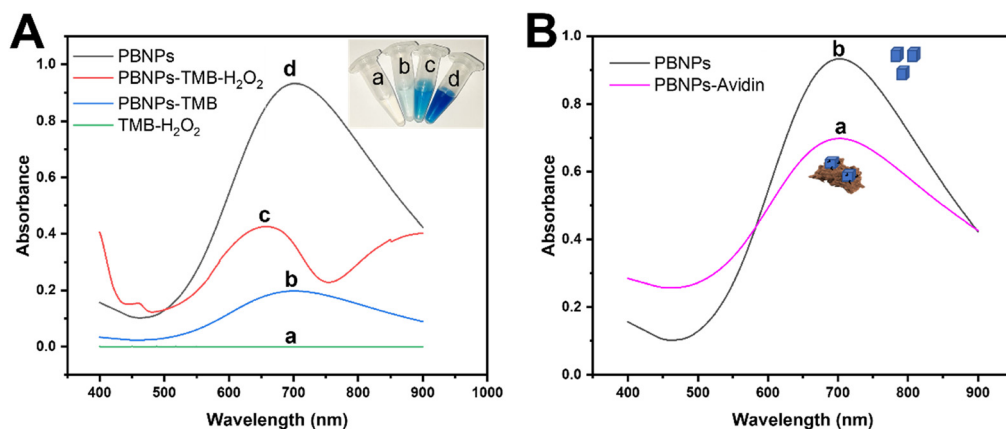 A
PBNPs
PBNPs-TMB-H₂O₂
PBNPs-TMB
TMB-H₂O₂
a
b
c
d
d
c
b
a
1.0
0.8
0.6
0.4
0.2
0.0
400
500
600
700
800
900
1000
Absorbance
Wavelength (nm)
B
PBNPs
PBNPs-Avidin
b
a
1.0
0.8
0.6
0.4
0.2
0.0
400
500
600
700
800
900
Absorbance
Wavelength (nm)